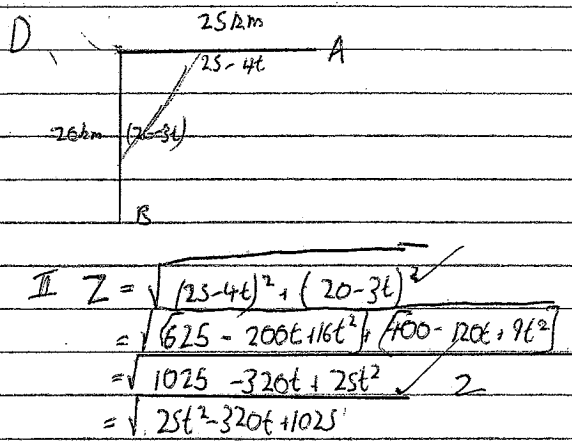 25km
D
A
25-4t
20km (20-3t)
B
II Z = √(25-4t)² + (20-3t)² ✓
= √(625 - 200t+16t²)+(400-120t+9t²)
= √1025 - 320t + 25t² ✓ 2
= √25t²-320t+1025